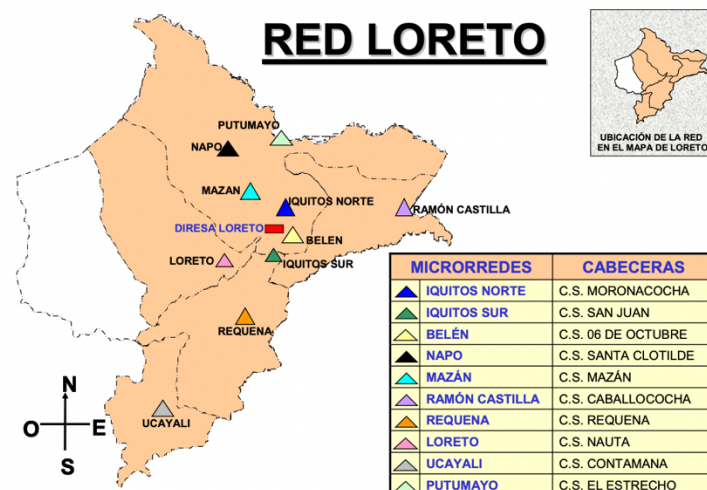 RED LORETO
UBICACIÓN DE LA RED
EN EL MAPA DE LORETO
PUTUMAYO
NAPO
MAZAN
IQUITOS NORTE
RAMÓN CASTILLA
DIRESA LORETO
BELEN
LORETO
IQUITOS SUR
REQUENA
UCAYALI
N
O E
S
MICRORREDES CABECERAS
IQUITOS NORTE C.S. MORONACOCHA
IQUITOS SUR C.S. SAN JUAN
BELÉN C.S. 06 DE OCTUBRE
NAPO C.S. SANTA CLOTILDE
MAZÁN C.S. MAZÁN
RAMÓN CASTILLA C.S. CABALLOCOCHA
REQUENA C.S. REQUENA
LORETO C.S. NAUTA
UCAYALI C.S. CONTAMANA
PUTUMAYO C.S. EL ESTRECHO